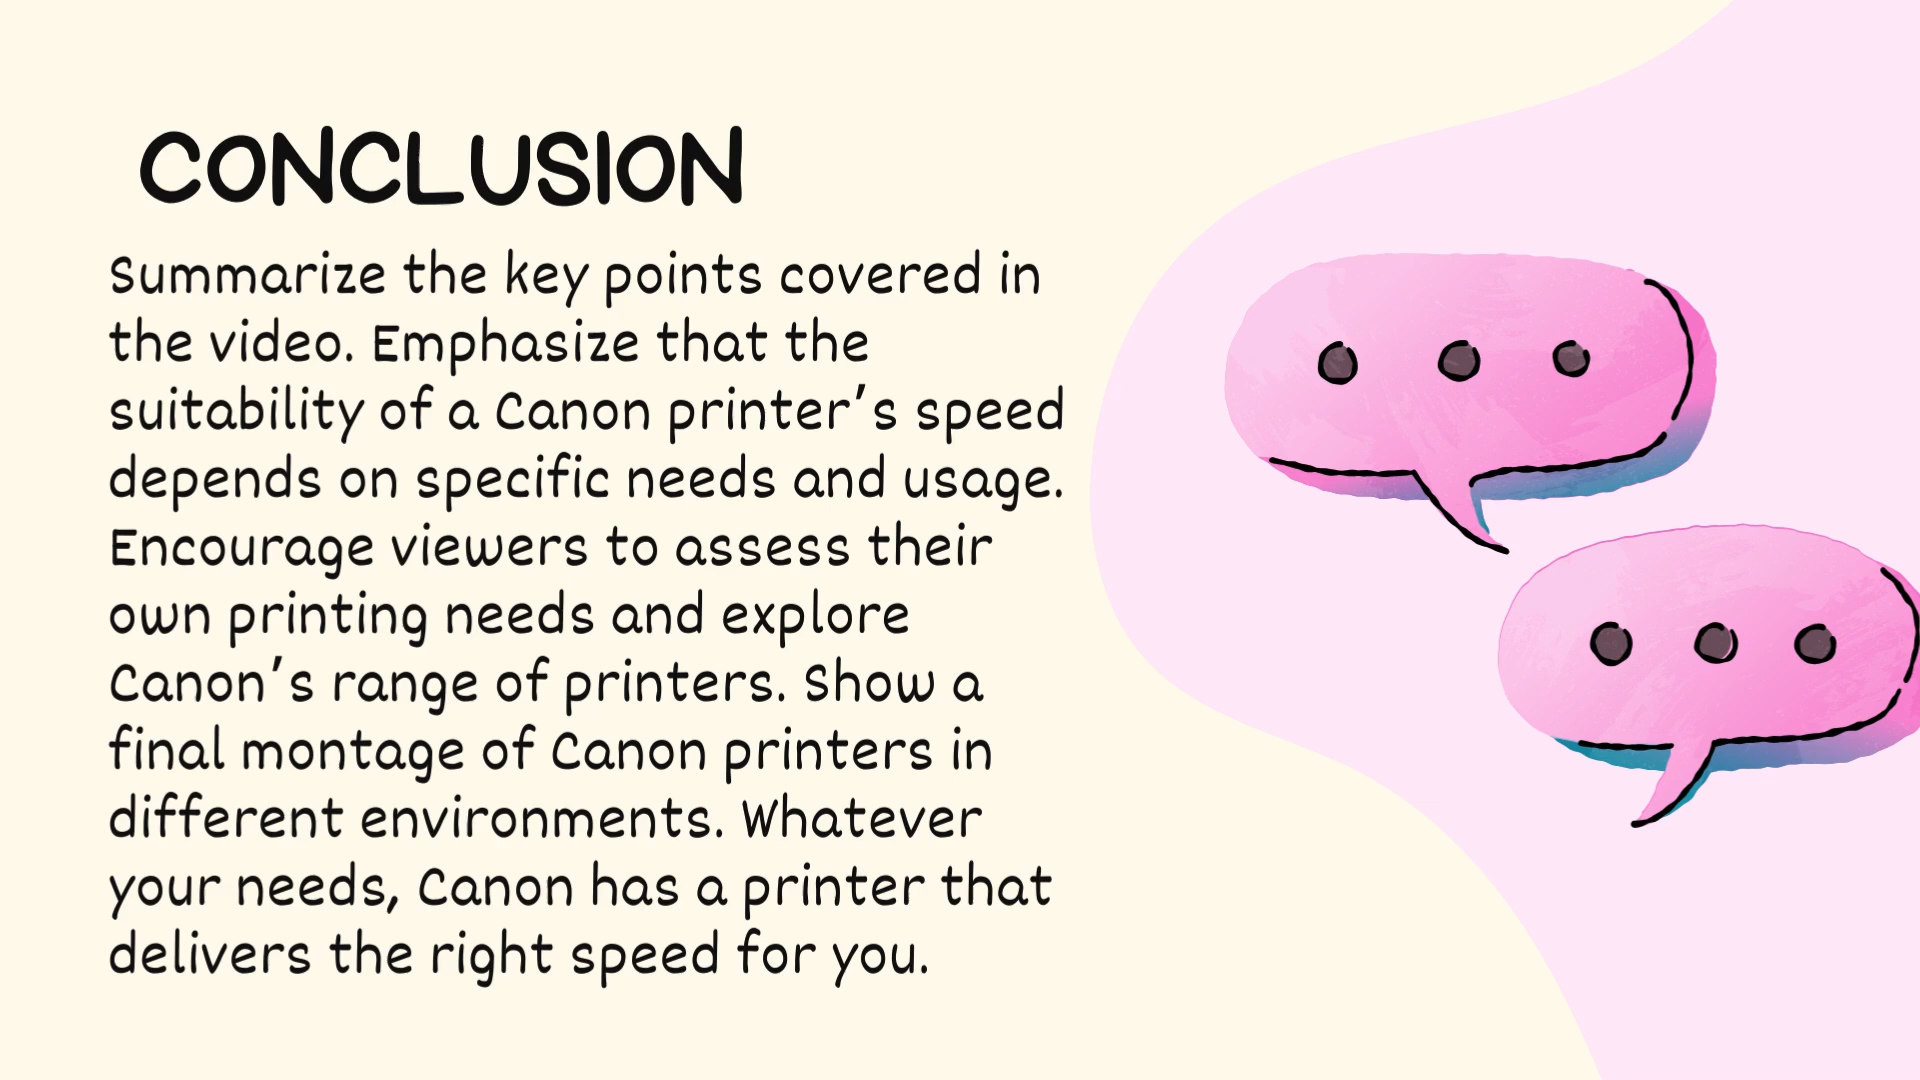 CONCLUSION
Summarize the key points covered in
the video. Emphasize that the
suitability of a Canon printer’s speed
depends on specific needs and usage.
Encourage viewers to assess their
own printing needs and explore
Canon’s range of printers. Show a
final montage of Canon printers in
different environments. Whatever
your needs, Canon has a printer that
delivers the right speed for you.